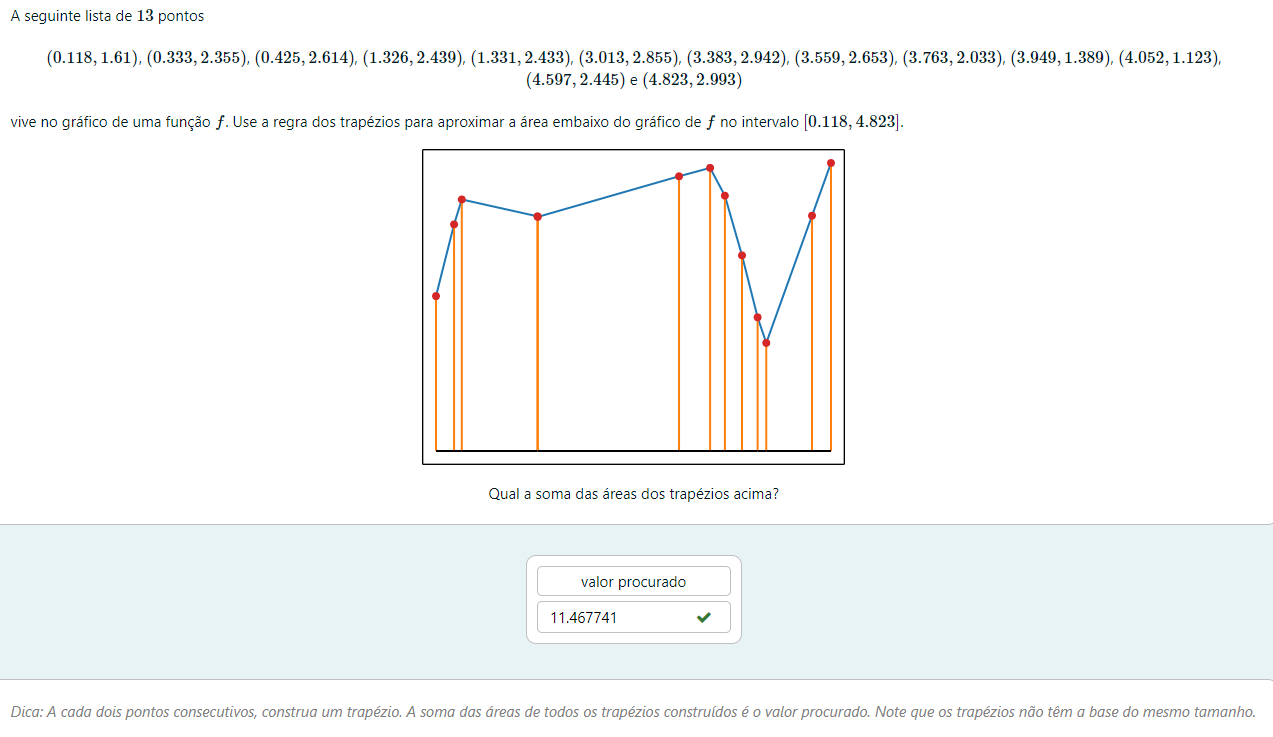 A seguinte lista de 13 pontos
(0.118, 1.61), (0.333, 2.355), (0.425, 2.614), (1.326, 2.439), (1.331, 2.433), (3.013, 2.855), (3.383, 2.942), (3.559, 2.653), (3.763, 2.033), (3.949, 1.389), (4.052, 1.123),
(4.597, 2.445) e (4.823, 2.993)
vive no gráfico de uma função f. Use a regra dos trapézios para aproximar a área embaixo do gráfico de f no intervalo [0.118, 4.823].
Qual a soma das áreas dos trapézios acima?
valor procurado
11.467741
Dica: A cada dois pontos consecutivos, construa um trapézio. A soma das áreas de todos os trapézios construídos é o valor procurado. Note que os trapézios não têm a base do mesmo tamanho.